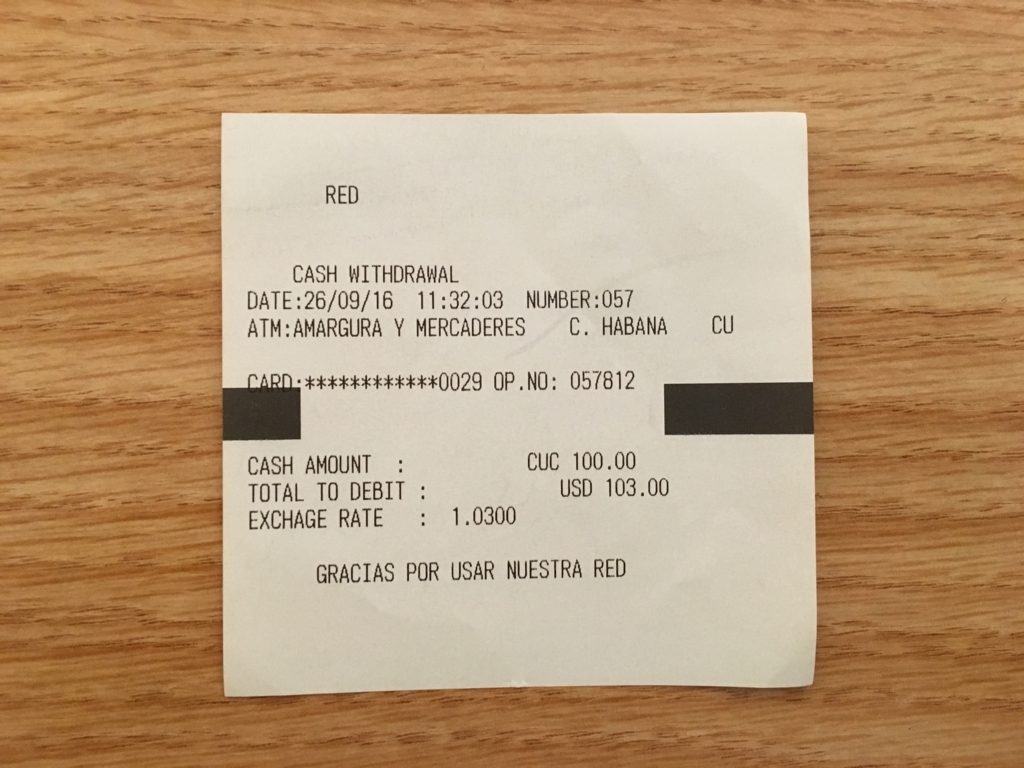 RED
CASH WITHDRAWAL
DATE:26/09/16 11:32:03 NUMBER:057
ATM:AMARGURA Y MERCADERES C. HABANA CU
CARD:************0029 OP.NO: 057812
CASH AMOUNT : CUC 100.00
TOTAL TO DEBIT : USD 103.00
EXCHAGE RATE : 1.0300
GRACIAS POR USAR NUESTRA RED